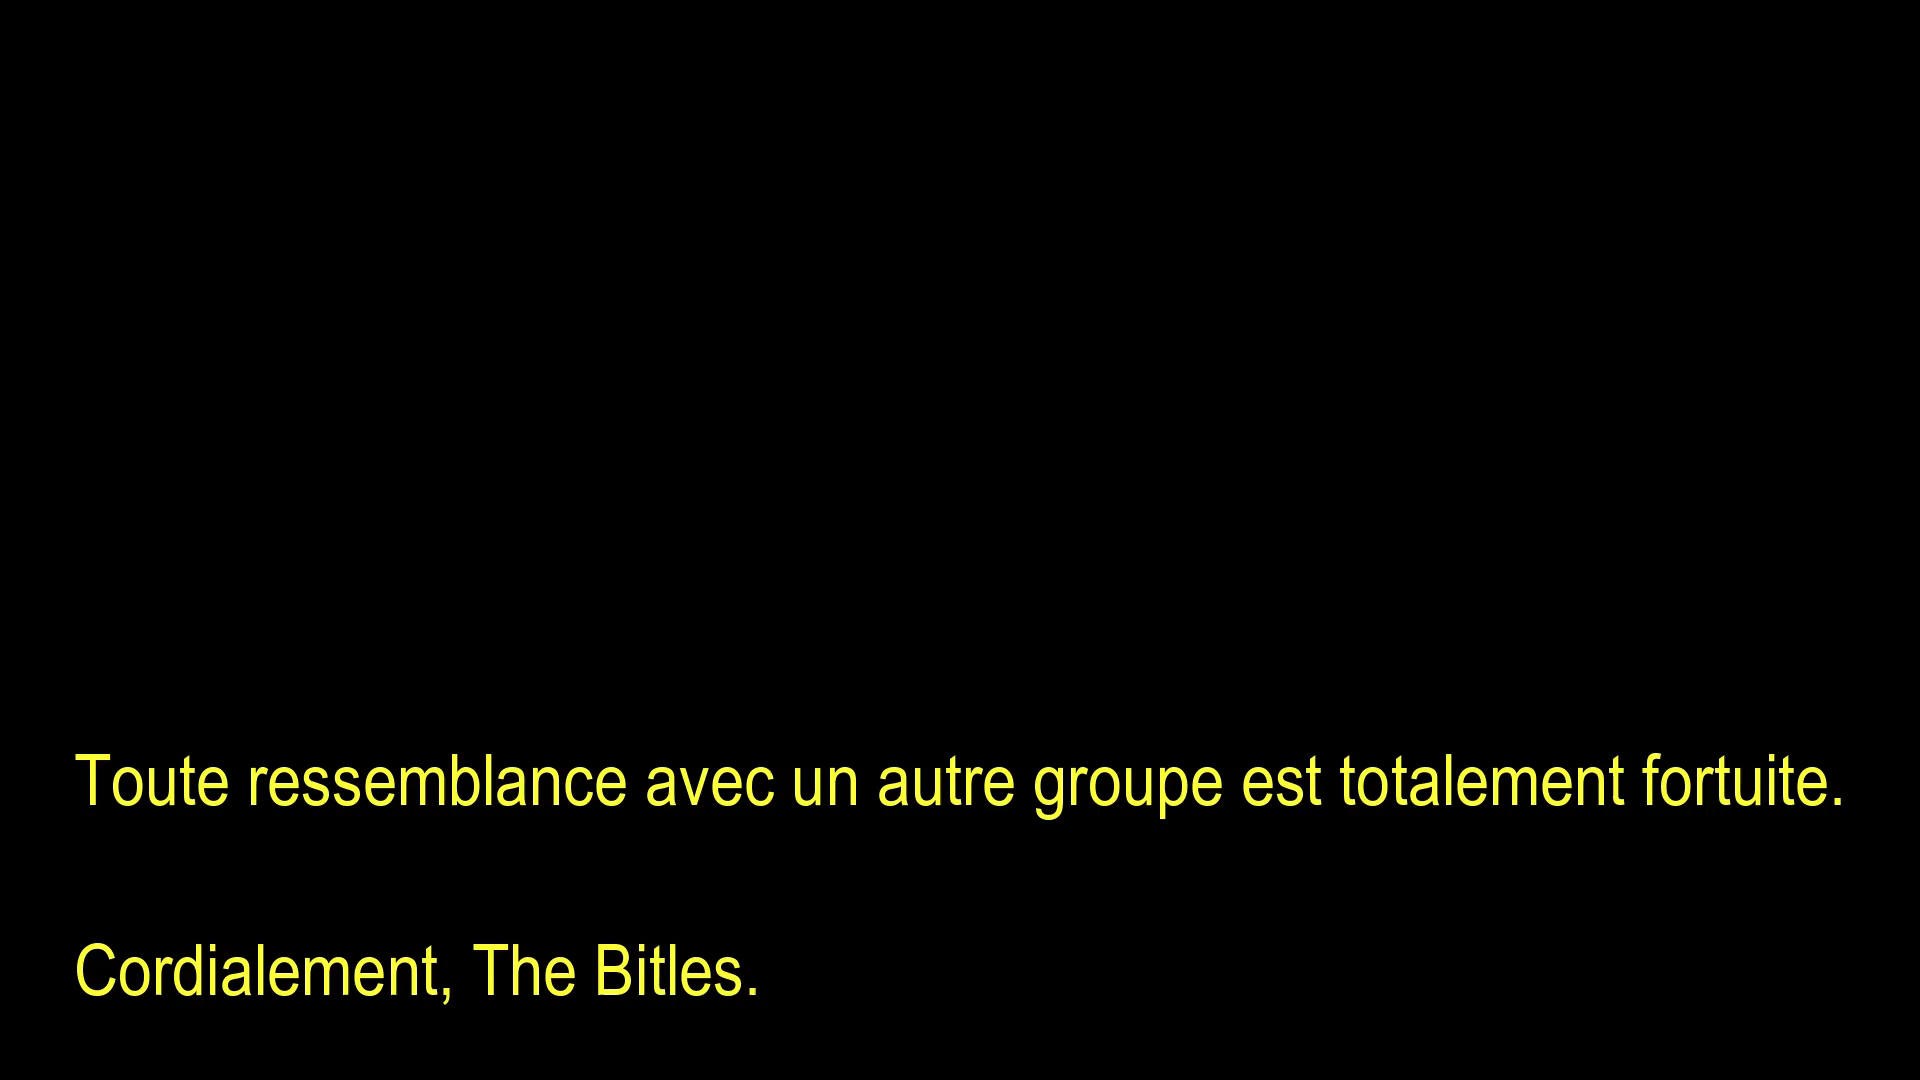 Toute ressemblance avec un autre groupe est totalement fortuite.
Cordialement, The Bitles.